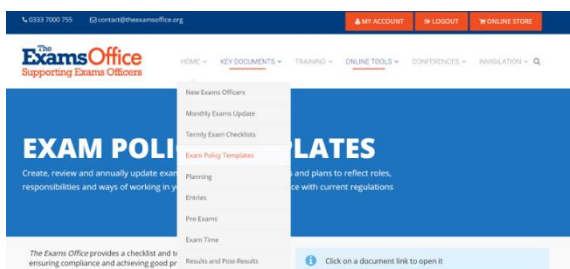 0333 7000 755 contact@theexamsoffice.org MY ACCOUNT LOGOUT ONLINE STORE
The
ExamsOffice
Supporting Exams Officers
HOME KEY DOCUMENTS TRAINING ONLINE TOOLS CONFERENCES INVIGILATION
New Exams Officers
Monthly Exams Update
Termly Exam Checklists
Exam Policy Templates
Planning
Entries
Pre-Exams
Exam Time
Results and Post-Results
EXAM POLI LATES
Create, review and annually update exam s and plans to reflect roles,
responsibilities and ways of working in y ce with current regulations
The Exams Office provides a checklist and te
ensuring compliance and achieving good pr
Click on a document link to open it